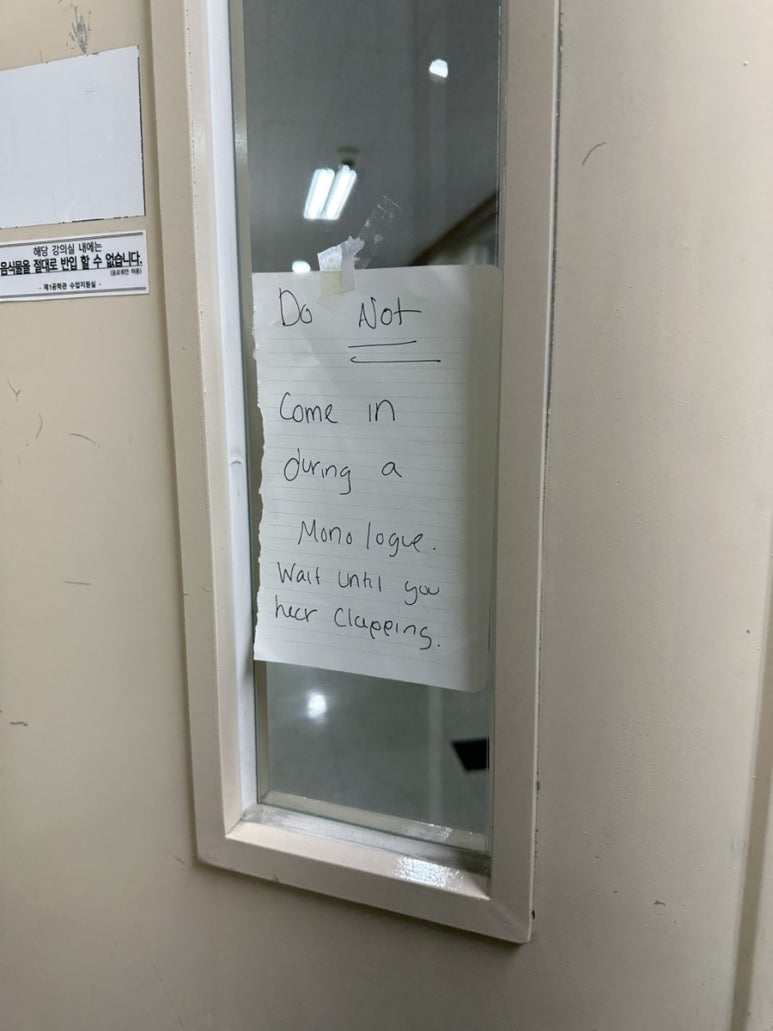 해당 강의실 내에는
음식물을 절대로 반입 할 수 없습니다.
(음료류만 허용)
- 제1공학관 수업지원실 -
Do Not
Come in
during a
Monologue.
Wait until you
hear Clapping.